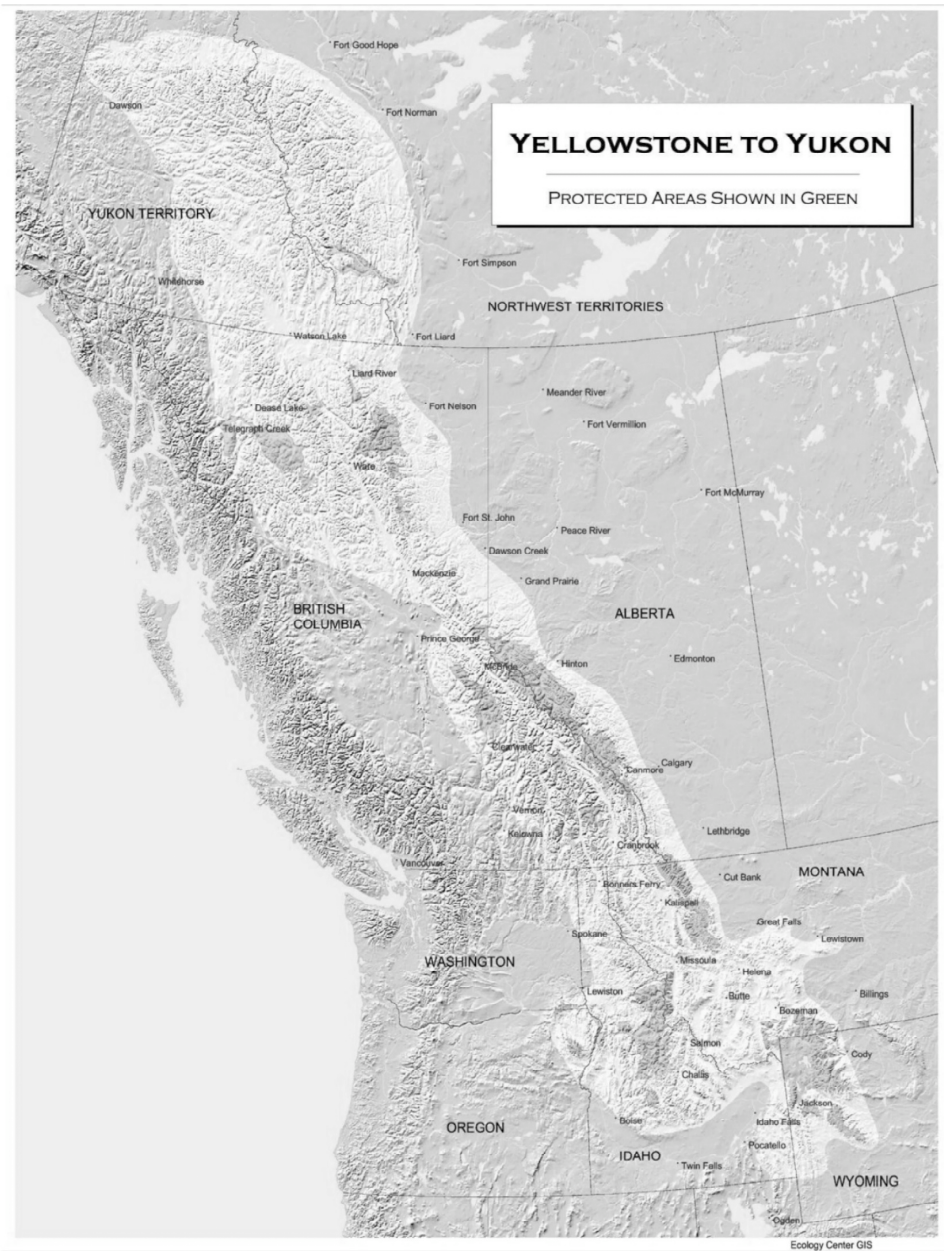 Fort Good Hope
Dawson
Fort Norman
YELLOWSTONE TO YUKON
PROTECTED AREAS SHOWN IN GREEN
YUKON TERRITORY
Fort Simpson
Whitehorse
NORTHWEST TERRITORIES
Watson Lake
Fort Liard
Liard River
Meander River
Dease Lake
Fort Nelson
Telegraph Creek
Fort Vermillion
Ware
Fort McMurray
Fort St. John
Peace River
Dawson Creek
Mackenzie
Grand Prairie
BRITISH
COLUMBIA
ALBERTA
Prince George
McBride
Hinton
Edmonton
Clearwater
Canmore
Calgary
Vernon
Kelowna
Lethbridge
Cranbrook
Vancouver
Cut Bank
MONTANA
Bonners Ferry
Kalispell
Great Falls
Spokane
Lewistown
WASHINGTON
Missoula
Helena
Lewiston
Butte
Billings
Bozeman
Salmon
Cody
Challis
Jackson
Boise
Idaho Falls
OREGON
Pocatello
IDAHO
Twin Falls
WYOMING
Ogden
Ecology Center GIS